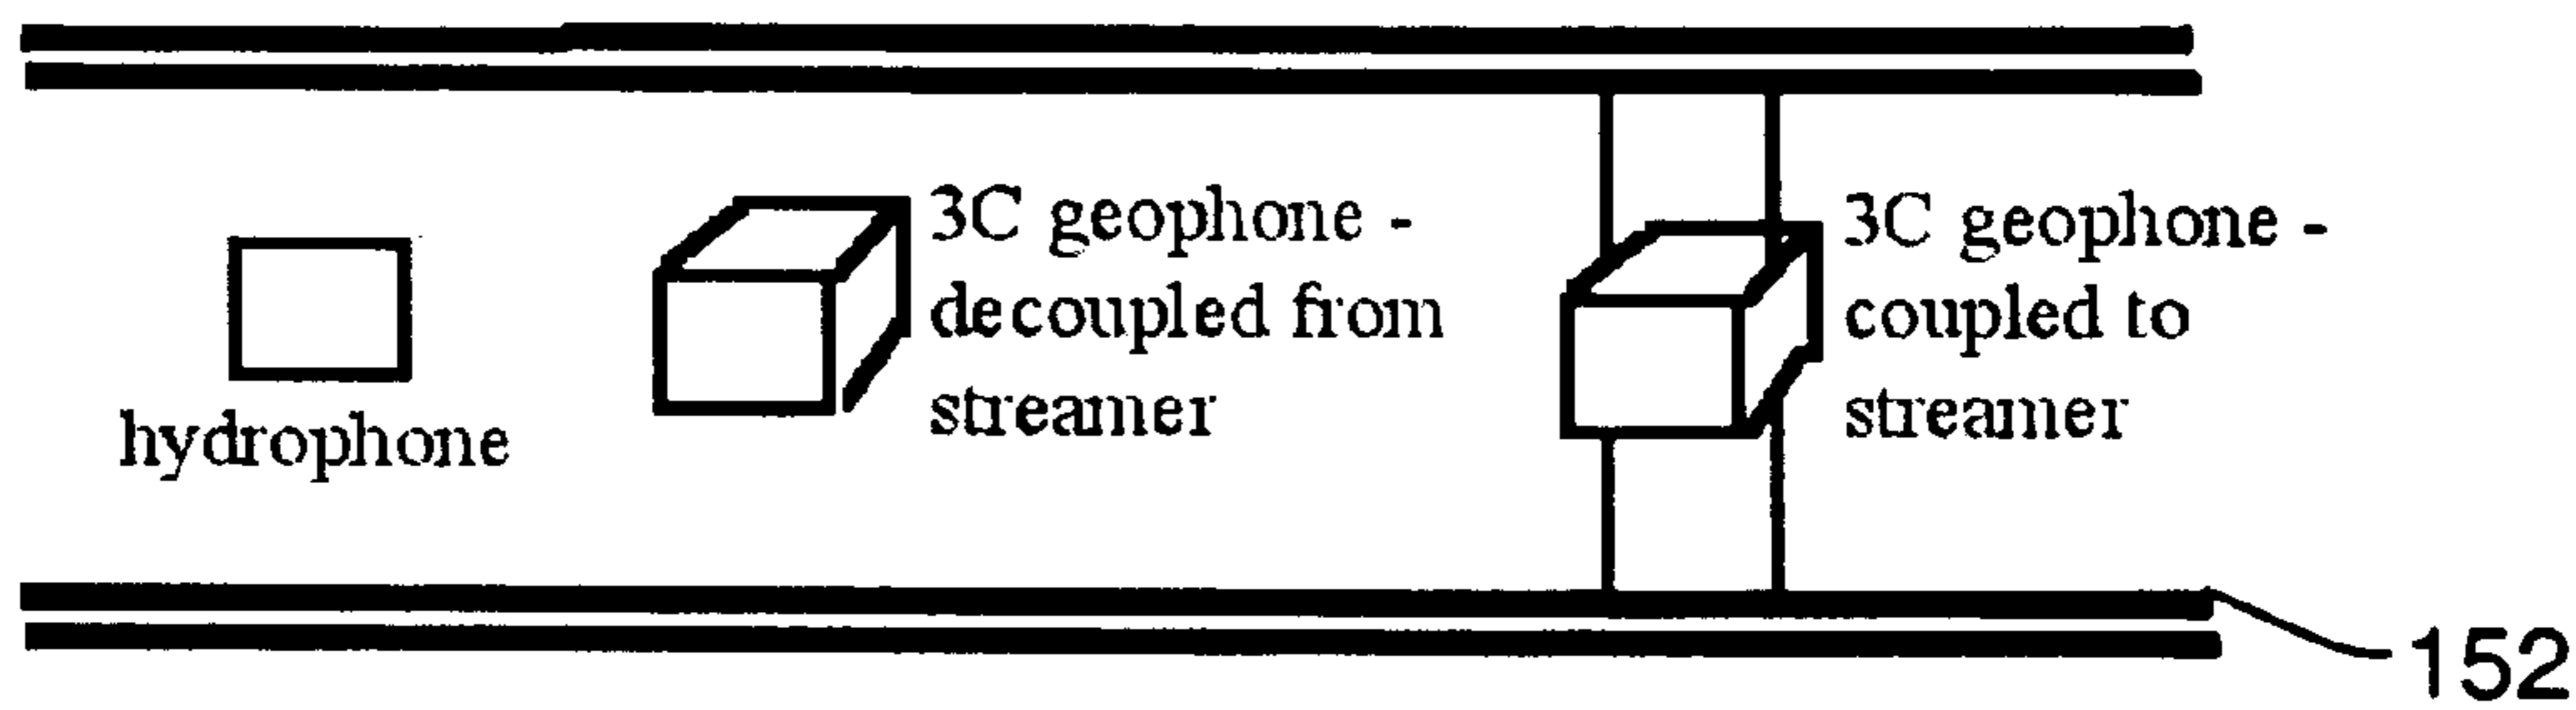 hydrophone
3C geophone -
decoupled from
streamer
3C geophone -
coupled to
streamer
152